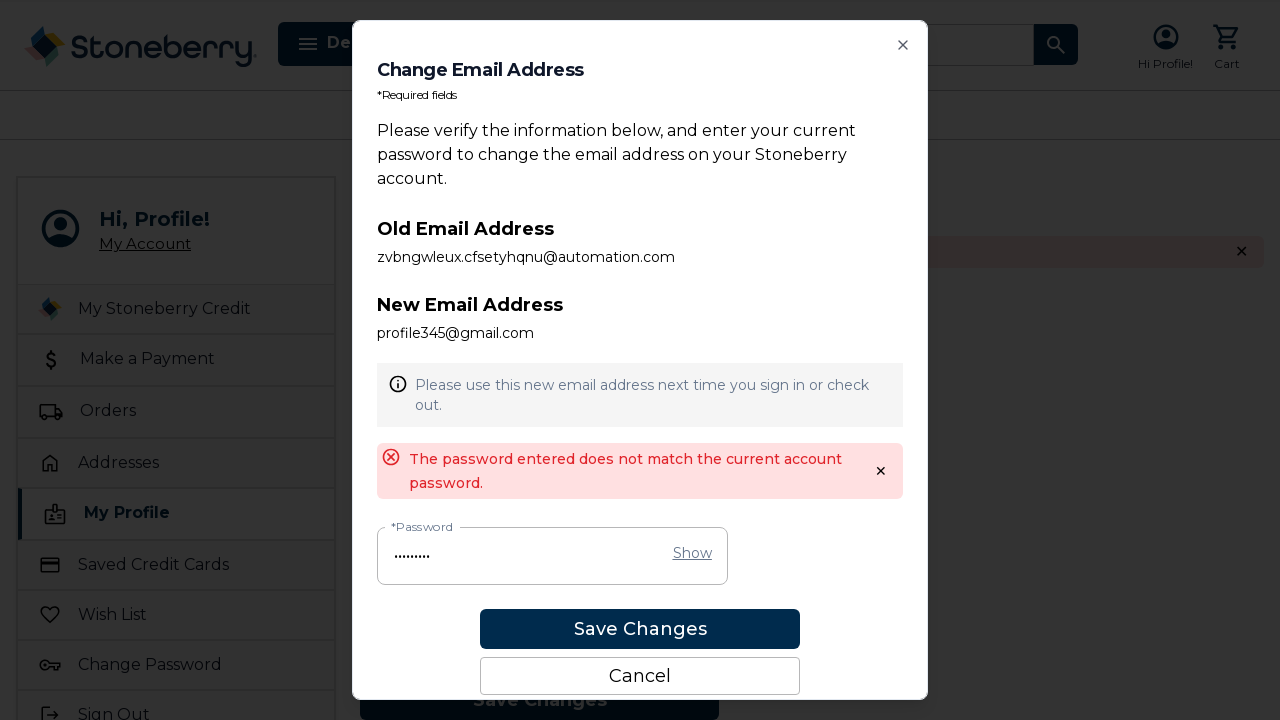 Stoneberry.
De
Hi Profile!
Cart
Hi, Profile!
My Account
My Stoneberry Credit
Make a Payment
Orders
Addresses
My Profile
Saved Credit Cards
Wish List
Change Password
Sign Out
Change Email Address
*Required fields
Please verify the information below, and enter your current
password to change the email address on your Stoneberry
account.
Old Email Address
zvbngwleux.cfsetyhqnu@automation.com
New Email Address
profile345@gmail.com
Please use this new email address next time you sign in or check
out.
The password entered does not match the current account
password.
*Password
•••••••••
Show
Save Changes
Cancel
Save Changes